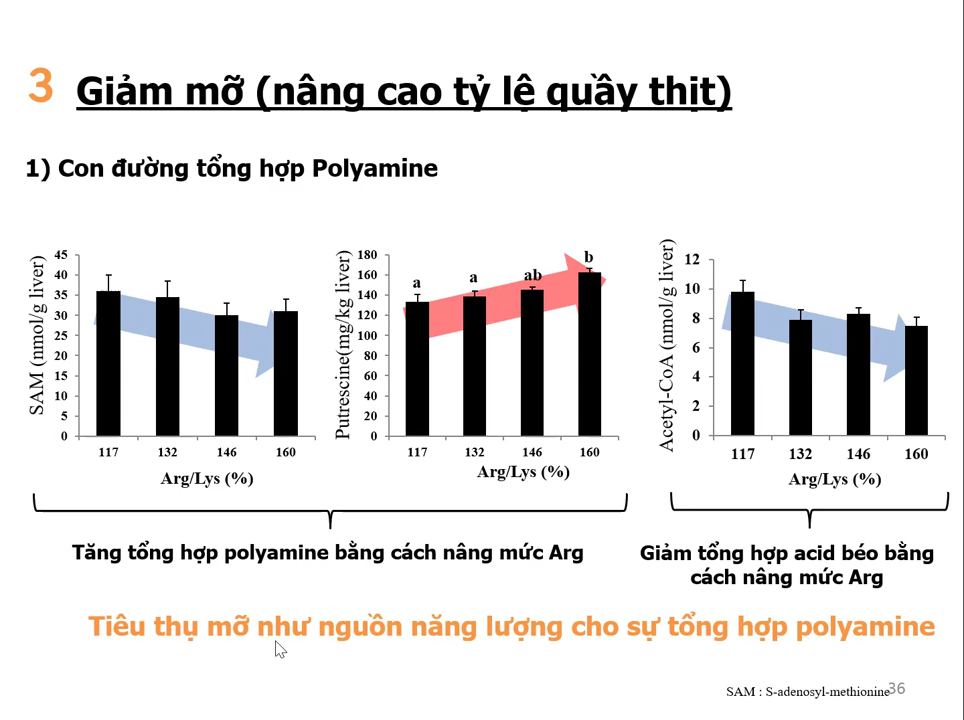 3 Giảm mỡ (nâng cao tỷ lệ quầy thịt)
1) Con đường tổng hợp Polyamine
SAM (nmol/g liver)
45
40
35
30
25
20
15
10
5
0
117 132 146 160
Arg/Lys (%)
Putrescine(mg/kg liver)
180
160
140
120
100
80
60
40
20
0
a a ab b
117 132 146 160
Arg/Lys (%)
Acetyl-CoA (nmol/g liver)
12
10
8
6
4
2
0
117 132 146 160
Arg/Lys (%)
Tăng tổng hợp polyamine bằng cách nâng mức Arg
Giảm tổng hợp acid béo bằng
cách nâng mức Arg
Tiêu thụ mỡ như nguồn năng lượng cho sự tổng hợp polyamine
SAM : S-adenosyl-methionine
36